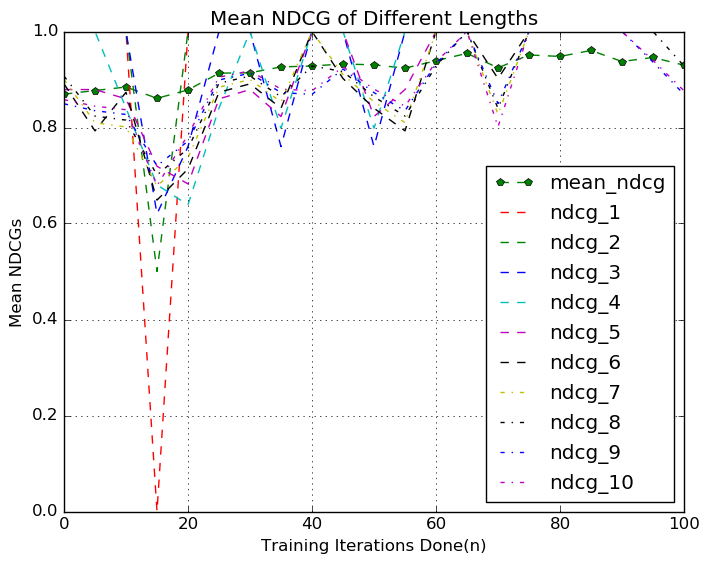 Mean NDCG of Different Lengths
1.0
0.8
0.6
0.4
0.2
0.0
Mean NDCGs
mean_ndcg
ndcg_1
ndcg_2
ndcg_3
ndcg_4
ndcg_5
ndcg_6
ndcg_7
ndcg_8
ndcg_9
ndcg_10
0 20 40 60 80 100
Training Iterations Done(n)